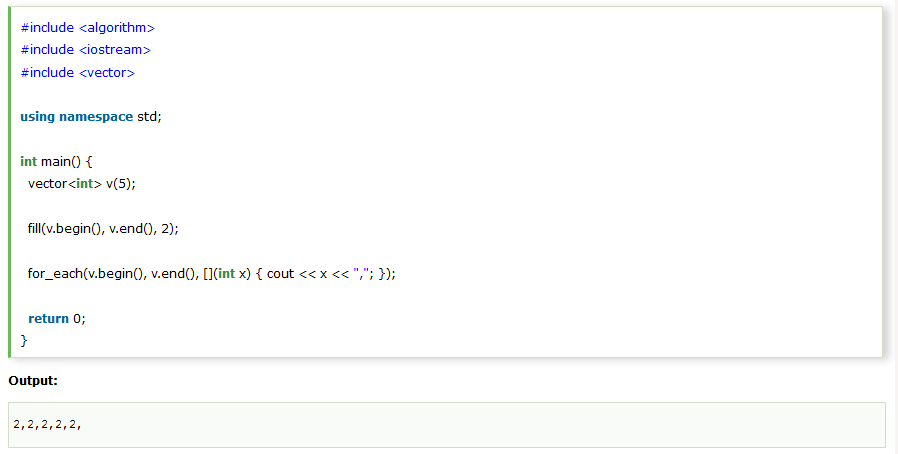 #include <algorithm>
#include <iostream>
#include <vector>
using namespace std;
int main() {
vector<int> v(5);
fill(v.begin(), v.end(), 2);
for_each(v.begin(), v.end(), [](int x) { cout << x << ","; });
return 0;
}
Output:
2,2,2,2,2,